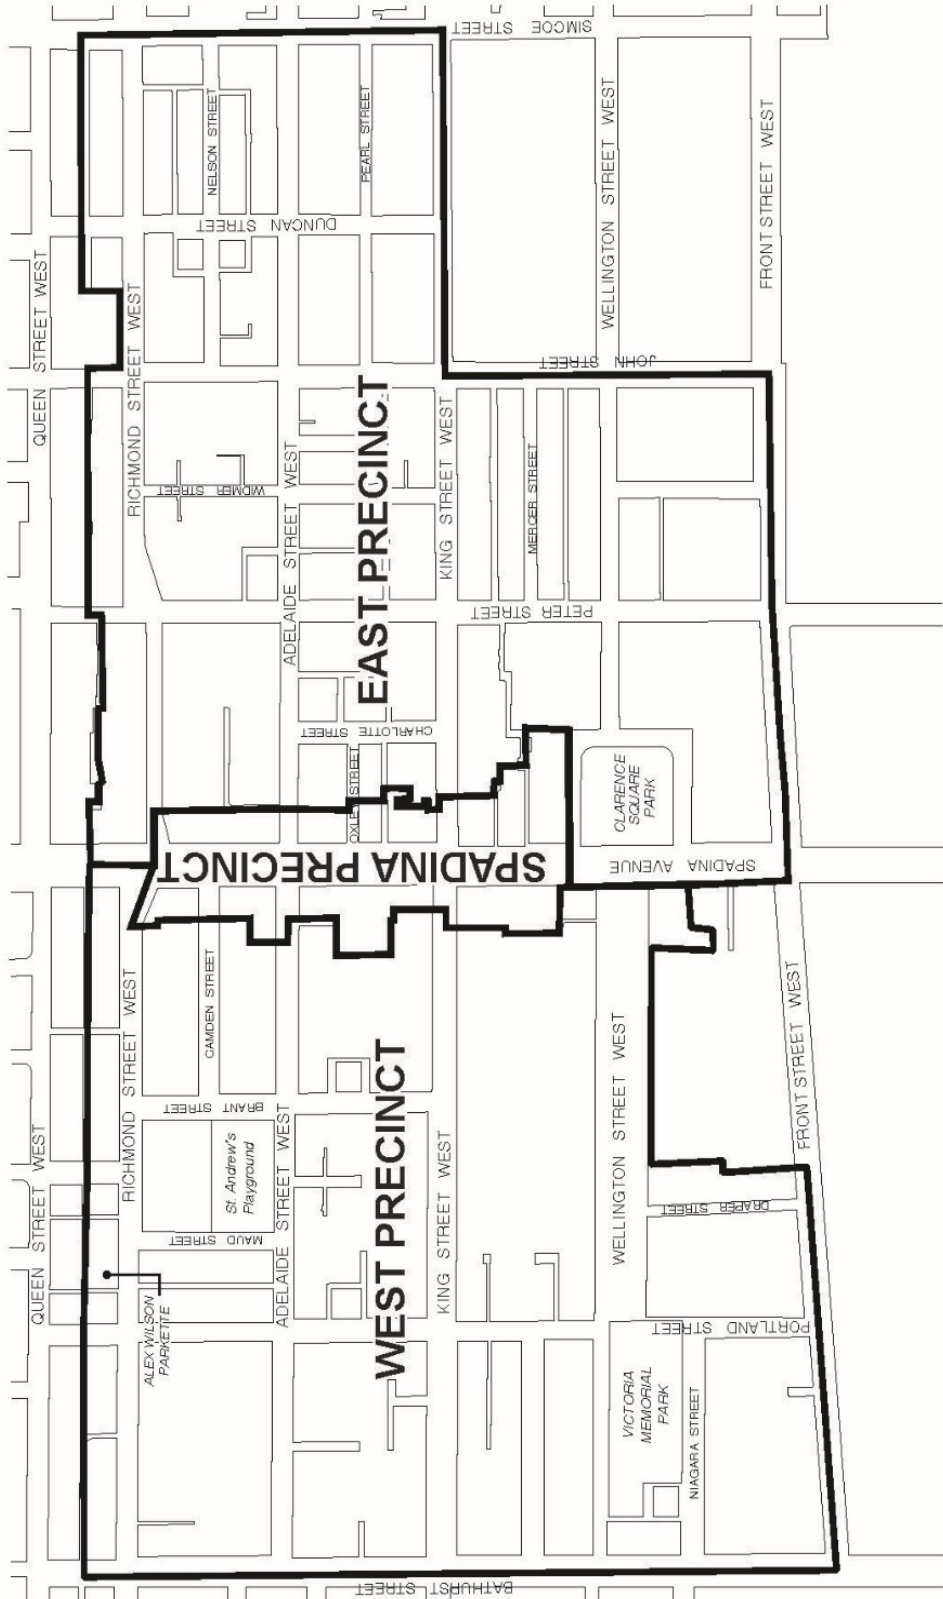 SIMCOE STREET
NELSON STREET
PEARL STREET
DUNCAN STREET
WELLINGTON STREET WEST
FRONT STREET WEST
QUEEN STREET WEST
RICHMOND STREET WEST
JOHN STREET
WIDMER STREET
ADELAIDE STREET WEST
EAST PRECINCT
KING STREET WEST
MERCER STREET
PETER STREET
CHARLOTTE STREET
OXLEY STREET
CLARENCE
SQUARE
PARK
SPADINA PRECINCT
SPADINA AVENUE
CAMDEN STREET
RICHMOND STREET WEST
BRANT STREET
QUEEN STREET WEST
St. Andrew's
Playground
MAUD STREET
ADELAIDE STREET WEST
WEST PRECINCT
KING STREET WEST
WELLINGTON STREET WEST
FRONT STREET WEST
DRAPER STREET
PORTLAND STREET
ALEX WILSON
PARKETTE
VICTORIA
MEMORIAL
PARK
NIAGARA STREET
BATHURST STREET